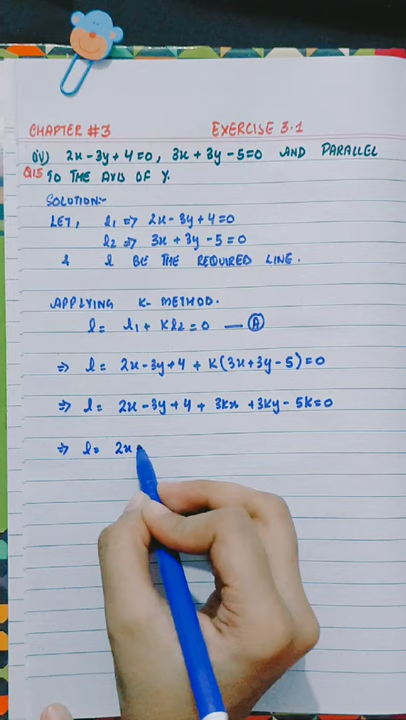 CHAPTER #3 EXERCISE 3.1
(iv) 2x-3y+4=0, 3x+3y-5=0 AND PARALLEL
Q15 TO THE AXIS OF Y.
SOLUTION:-
LET, l1 => 2x-3y+4=0
l2 => 3x+3y-5=0
& l BE THE REQUIRED LINE.
APPLYING K-METHOD.
l = l1 + Kl2 = 0 — (A)
=> l = 2x-3y+4 + K(3x+3y-5)=0
=> l = 2x-3y+4 + 3Kx +3Ky - 5K=0
=> l = 2x